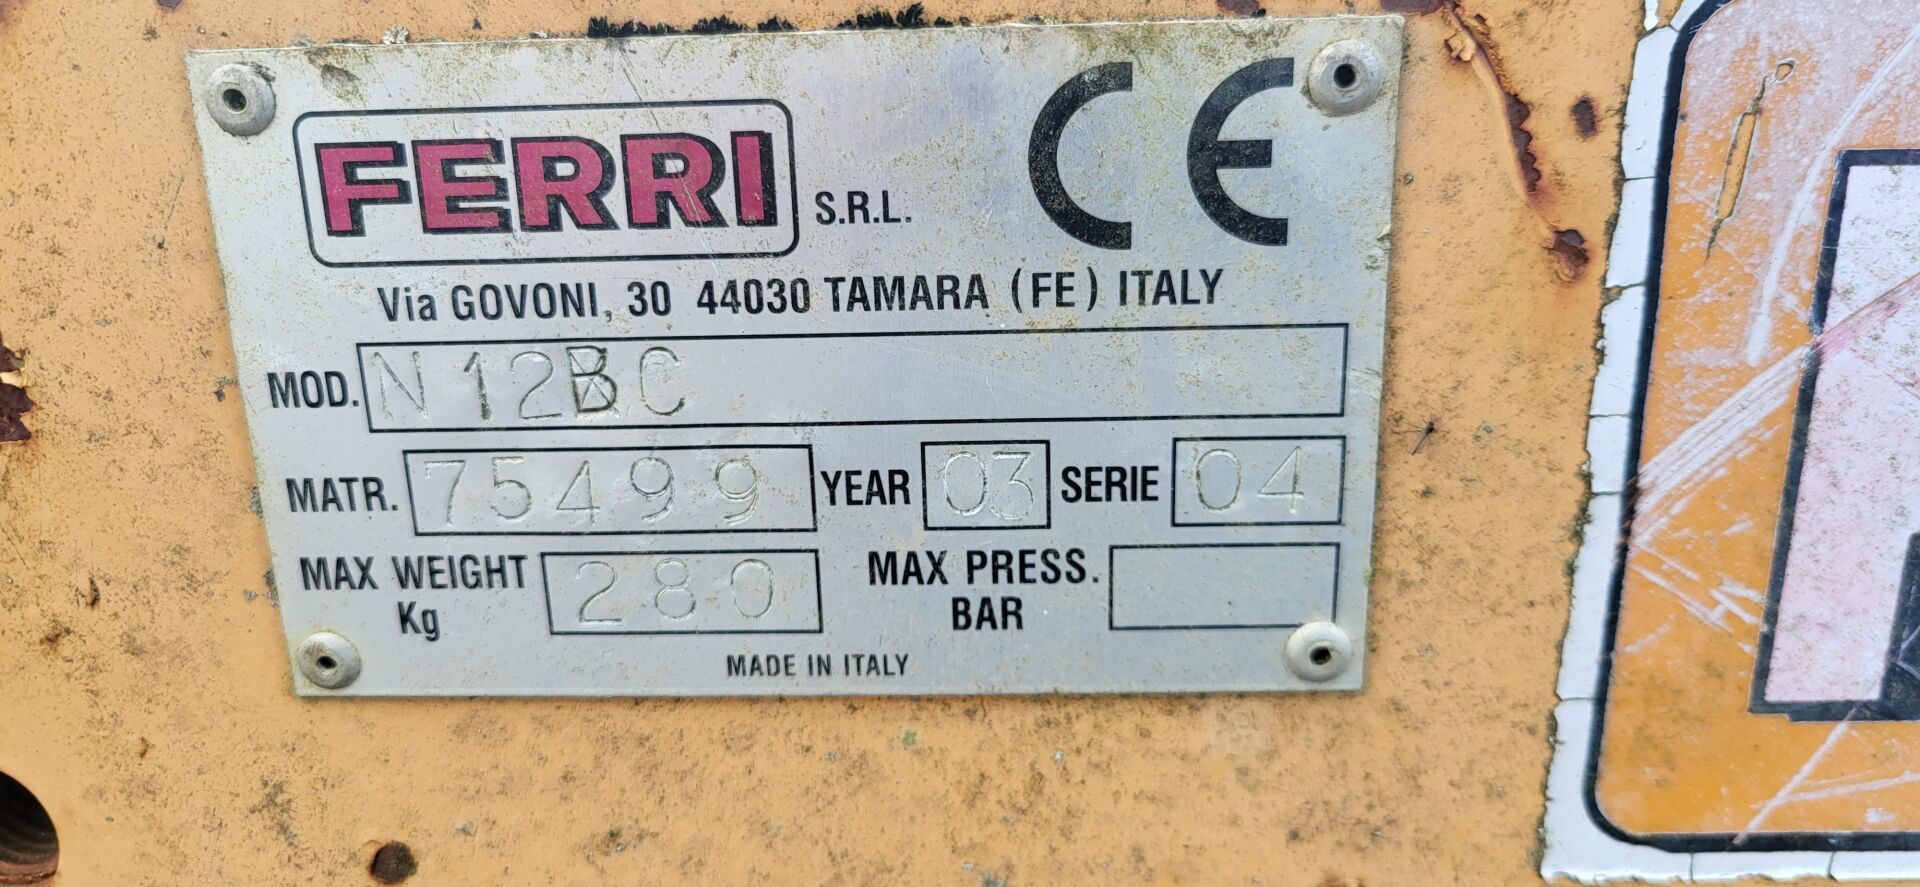 FERRI S.R.L. CE
Via GOVONI, 30 44030 TAMARA (FE) ITALY
MOD. N12BC
MATR. 75499 YEAR 03 SERIE 04
MAX WEIGHT 280 MAX PRESS.
Kg BAR
MADE IN ITALY